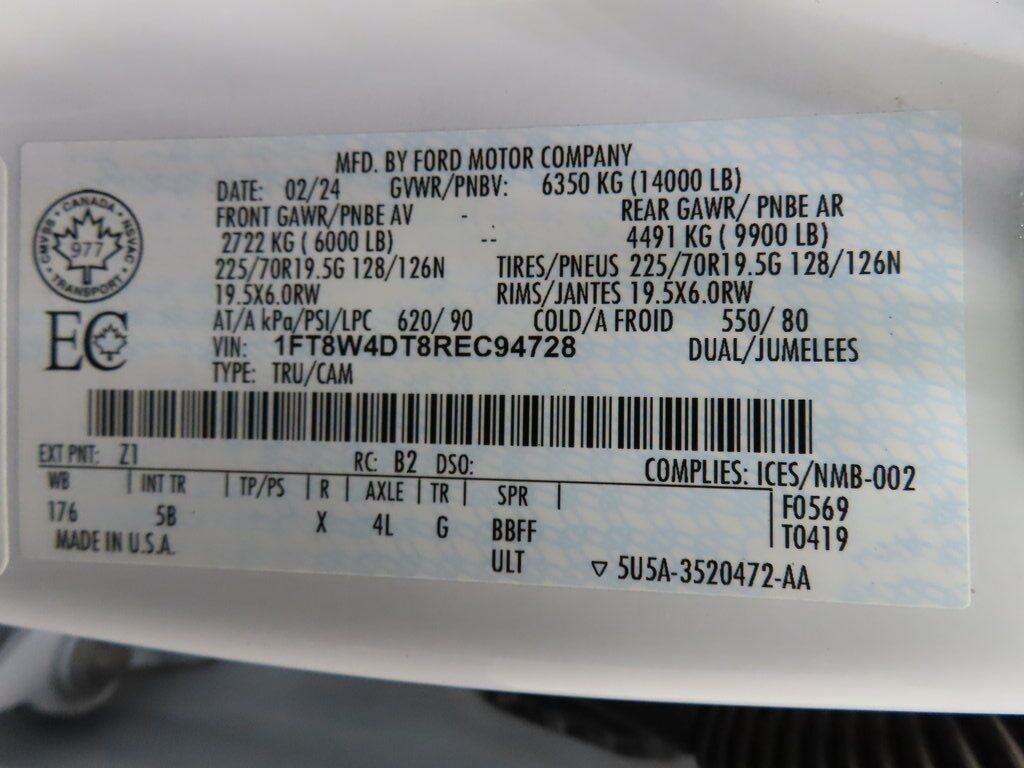 MFD. BY FORD MOTOR COMPANY
DATE: 02/24 GVWR/PNBV: 6350 KG (14000 LB)
FRONT GAWR/PNBE AV - REAR GAWR/ PNBE AR
2722 KG ( 6000 LB) -- 4491 KG ( 9900 LB)
225/70R19.5G 128/126N TIRES/PNEUS 225/70R19.5G 128/126N
19.5X6.0RW RIMS/JANTES 19.5X6.0RW
AT/A kPa/PSI/LPC 620/ 90 COLD/A FROID 550/ 80
VIN: 1FT8W4DT8REC94728 DUAL/JUMELEES
TYPE: TRU/CAM
CANADA
CMVSS NSVAC
977
TRANSPORT
EC
EXT PNT: Z1 RC: B2 DSO: COMPLIES: ICES/NMB-002
WB | INT TR | TP/PS | R | AXLE | TR | SPR | F0569
176 5B X 4L G BBFF T0419
MADE IN U.S.A. ULT ▽ 5U5A-3520472-AA